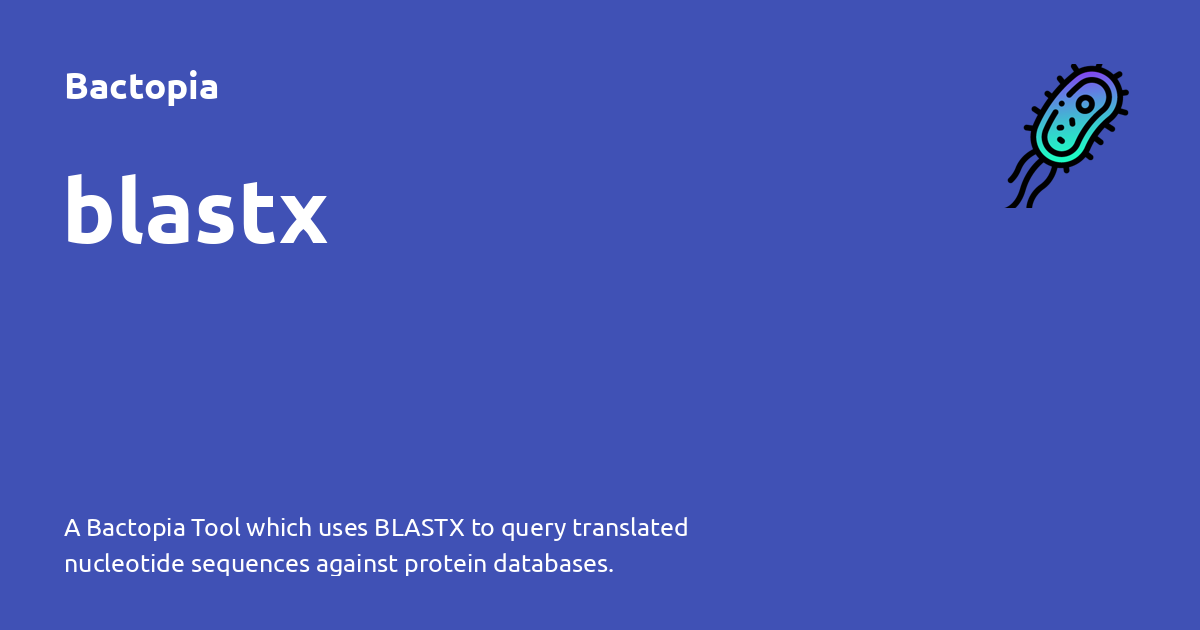 Bactopia
blastx
A Bactopia Tool which uses BLASTX to query translated
nucleotide sequences against protein databases.